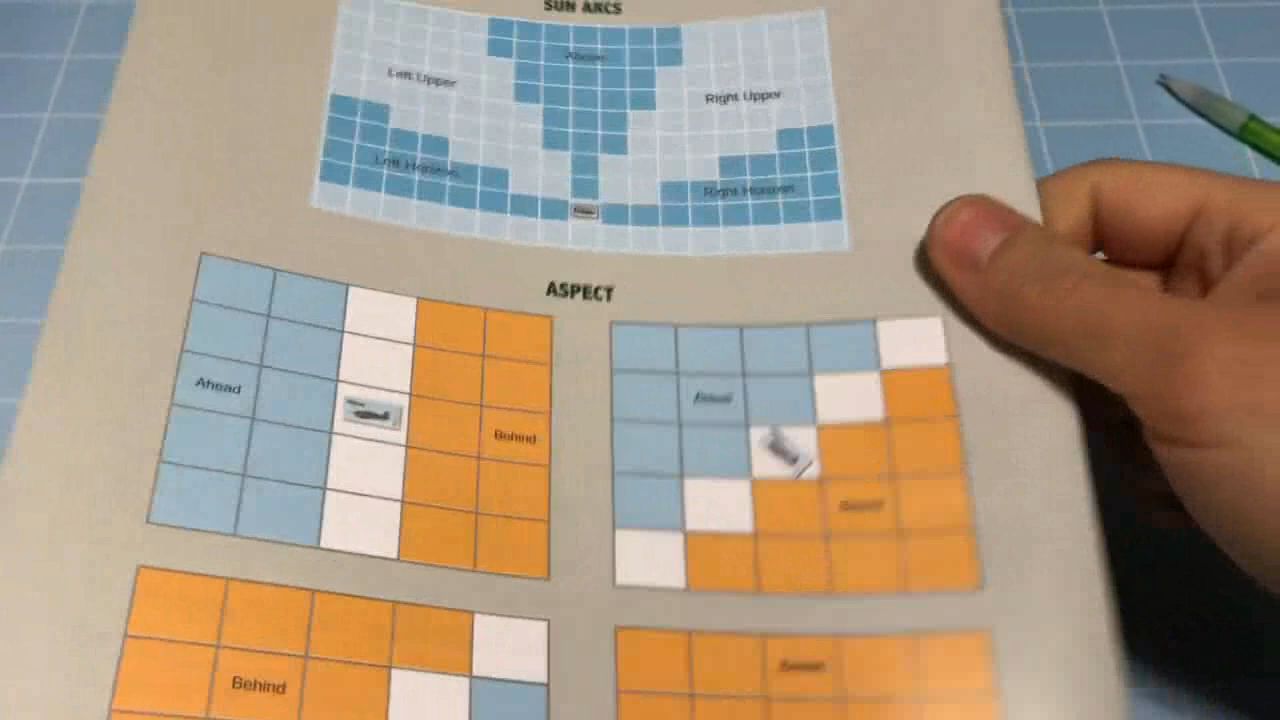 SUN ARCS
Above
Left Upper
Right Upper
Left Horizon
Right Horizon
ASPECT
Ahead
Behind
Behind